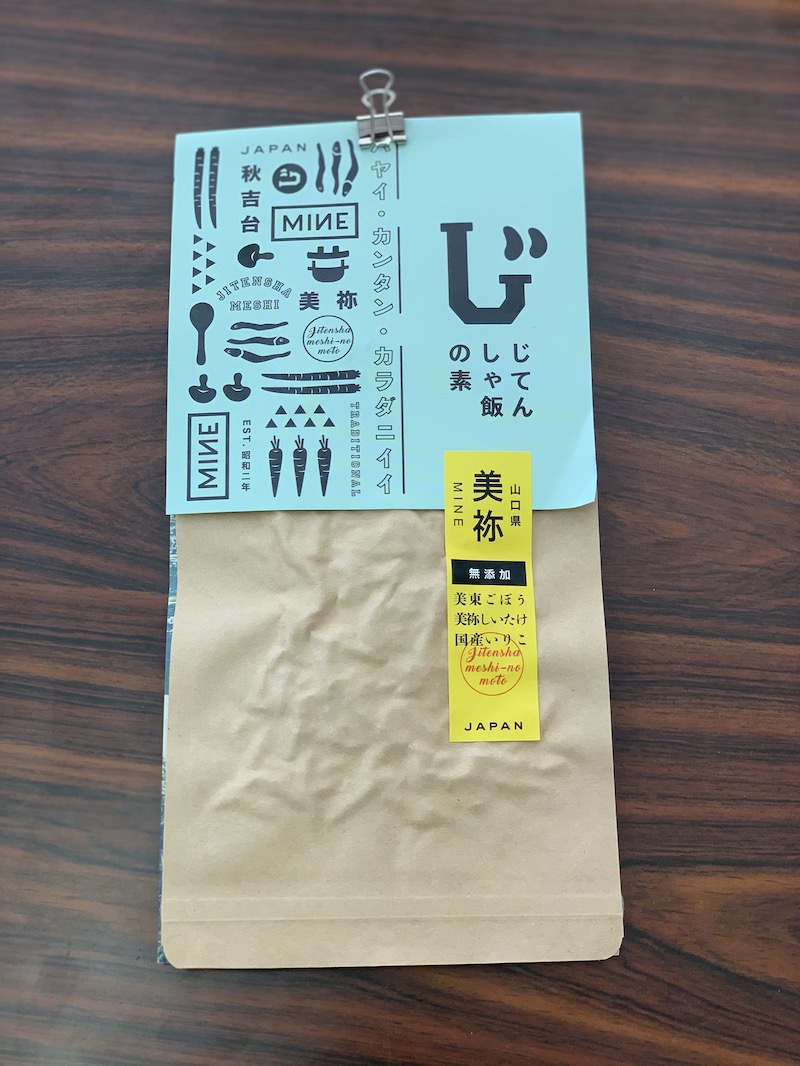 JAPAN
秋吉台
山
MINE
JITENSHA
MESHI
美祢
Jitensha
meshi-no
moto
MINE
EST. 昭和二年
TRADITIONAL
ハヤイ・カンタン・カラダニイイ
じ
じてん
しゃ飯
の素
山口県
美祢
MINE
無添加
美東ごぼう
美祢しいたけ
国産いりこ
Jitensha
meshi-no
moto
JAPAN